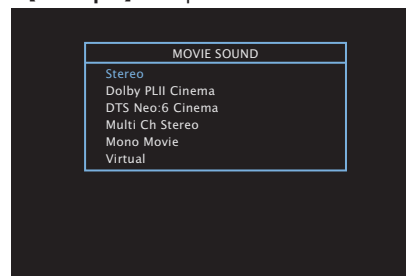 MOVIE SOUND
Stereo
Dolby PLII Cinema
DTS Neo:6 Cinema
Multi Ch Stereo
Mono Movie
Virtual